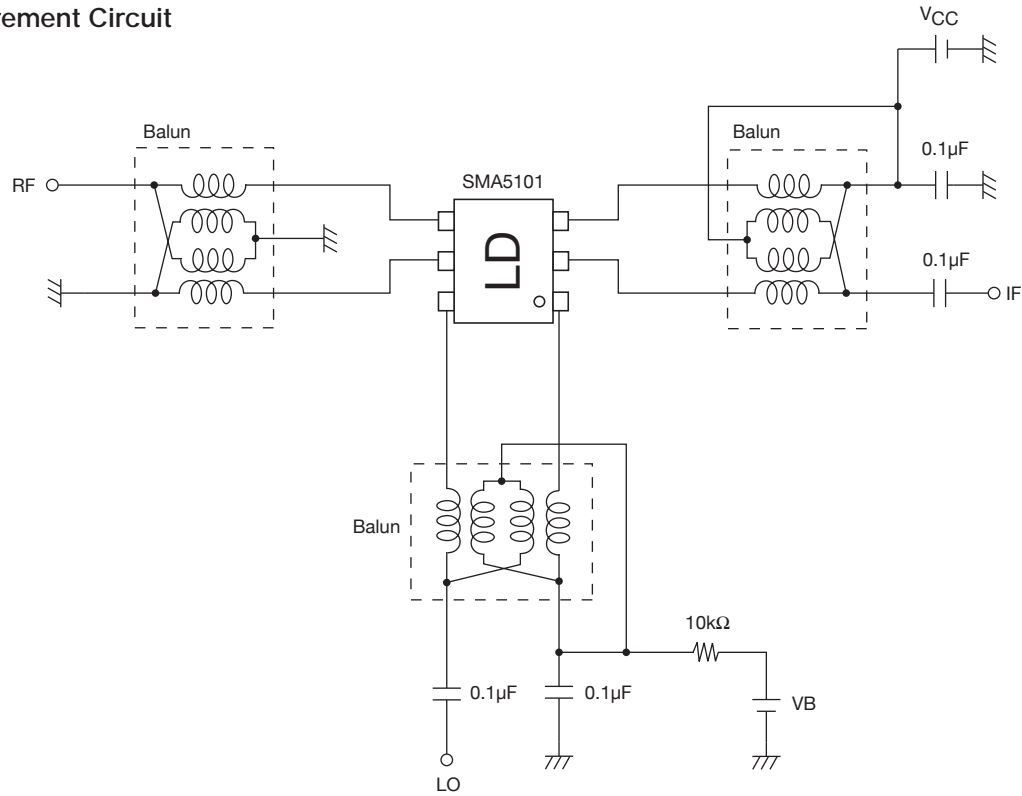 rement Circuit
VCC
Balun
Balun
0.1µF
RF
SMA5101
LD
0.1µF
IF
Balun
10kΩ
0.1µF
0.1µF
VB
LO